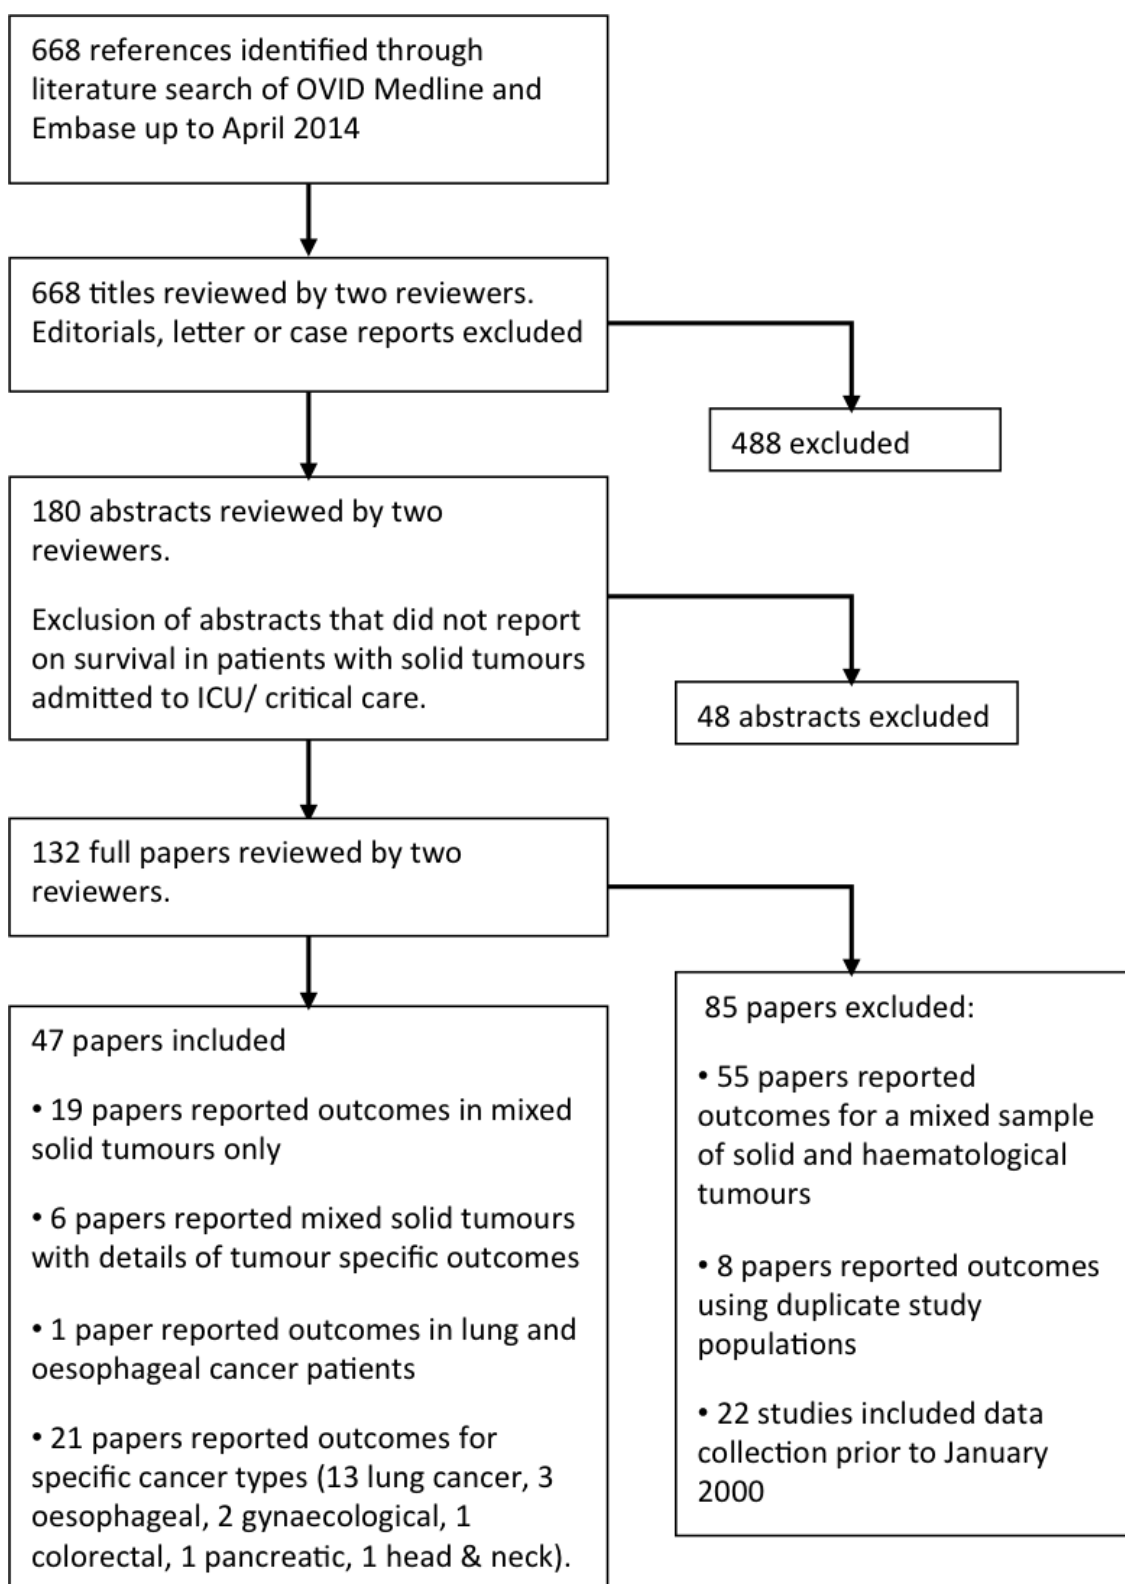 668 references identified through
literature search of OVID Medline and
Embase up to April 2014
668 titles reviewed by two reviewers.
Editorials, letter or case reports excluded
488 excluded
180 abstracts reviewed by two
reviewers.
Exclusion of abstracts that did not report
on survival in patients with solid tumours
admitted to ICU/ critical care.
48 abstracts excluded
132 full papers reviewed by two
reviewers.
85 papers excluded:
• 55 papers reported
outcomes for a mixed sample
of solid and haematological
tumours
• 8 papers reported outcomes
using duplicate study
populations
• 22 studies included data
collection prior to January
2000
47 papers included
• 19 papers reported outcomes in mixed
solid tumours only
• 6 papers reported mixed solid tumours
with details of tumour specific outcomes
• 1 paper reported outcomes in lung and
oesophageal cancer patients
• 21 papers reported outcomes for
specific cancer types (13 lung cancer, 3
oesophageal, 2 gynaecological, 1
colorectal, 1 pancreatic, 1 head & neck).